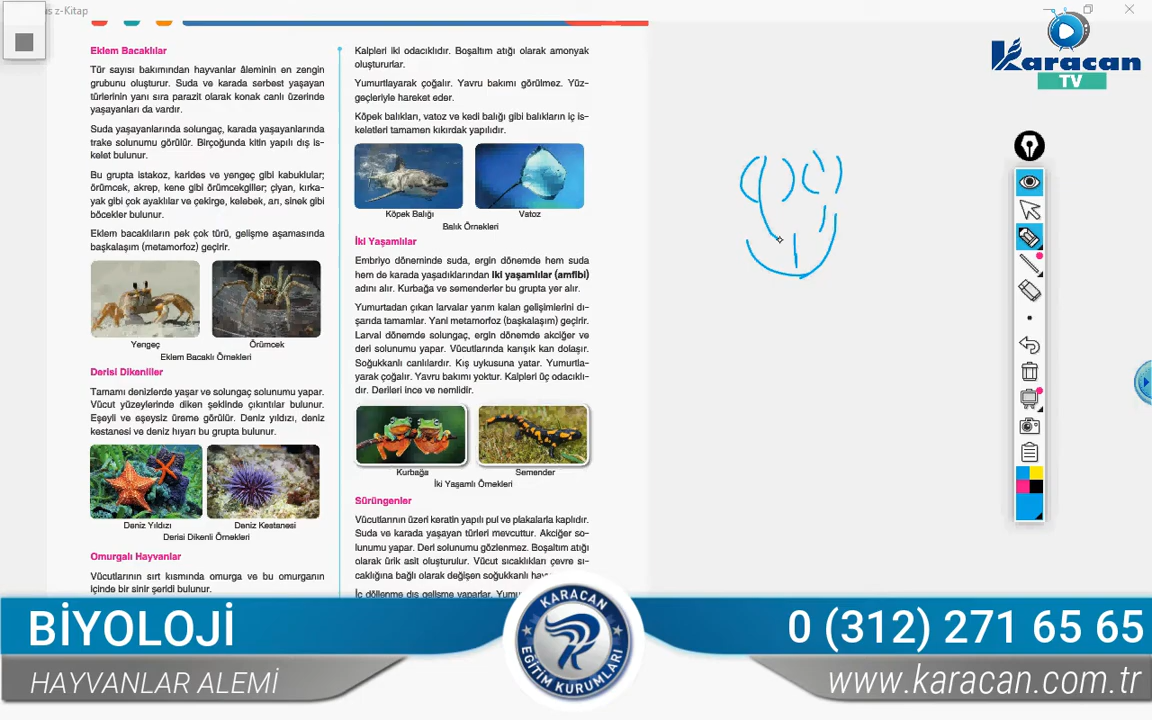 z-Kitap
Eklem Bacaklılar
Tür sayısı bakımından hayvanlar âleminin en zengin
grubunu oluşturur. Suda ve karada serbest yaşayan
türlerinin yanı sıra parazit olarak konak canlı üzerinde
yaşayanları da vardır.
Suda yaşayanlarında solungaç, karada yaşayanlarında
trake solunumu görülür. Birçoğunda kitin yapılı dış is-
kelet bulunur.
Bu grupta istakoz, karides ve yengeç gibi kabuklular;
örümcek, akrep, kene gibi örümcekgiller; çiyan, kırka-
yak gibi çok ayaklılar ve çekirge, kelebek, arı, sinek gibi
böcekler bulunur.
Eklem bacaklıların pek çok türü, gelişme aşamasında
başkalaşım (metamorfoz) geçirir.
Yengeç
Örümcek
Eklem Bacaklı Örnekleri
Derisi Dikenliler
Tamamı denizlerde yaşar ve solungaç solunumu yapar.
Vücut yüzeylerinde diken şeklinde çıkıntılar bulunur.
Eşeyli ve eşeysiz üreme görülür. Deniz yıldızı, deniz
kestanesi ve deniz hıyarı bu grupta bulunur.
Deniz Yıldızı
Deniz Kestanesi
Derisi Dikenli Örnekleri
Omurgalı Hayvanlar
Vücutlarının sırt kısmında omurga ve bu omurganın
içinde bir sinir şeridi bulunur.
Kalpleri iki odacıklıdır. Boşaltım atığı olarak amonyak
oluştururlar.
Yumurtlayarak çoğalır. Yavru bakımı görülmez. Yüz-
geçleriyle hareket eder.
Köpek balıkları, vatoz ve kedi balığı gibi balıkların iç is-
keletleri tamamen kıkırdak yapılıdır.
Köpek Balığı
Vatoz
Balık Örnekleri
İki Yaşamlılar
Embriyo döneminde suda, ergin dönemde hem suda
hem de karada yaşadıklarından iki yaşamlılar (amfibi)
adını alır. Kurbağa ve semenderler bu grupta yer alır.
Yumurtadan çıkan larvalar yarım kalan gelişimlerini dı-
şarıda tamamlar. Yani metamorfoz (başkalaşım) geçirir.
Larval dönemde solungaç, ergin dönemde akciğer ve
deri solunumu yapar. Vücutlarında karışık kan dolaşır.
Soğukkanlı canlılardır. Kış uykusuna yatar. Yumurtla-
yarak çoğalır. Yavru bakımı yoktur. Kalpleri üç odacıklı-
dır. Derileri ince ve nemlidir.
Kurbağa
Semender
İki Yaşamlı Örnekleri
Sürüngenler
Vücutlarının üzeri keratin yapılı pul ve plakalarla kaplıdır.
Suda ve karada yaşayan türleri mevcuttur. Akciğer so-
lunumu yapar. Deri solunumu gözlenmez. Boşaltım atığı
olarak ürik asit oluşturulur. Vücut sıcaklıkları çevre sı-
caklığına bağlı olarak değişen soğukkanlı
İç döllenme dış gelişme yaparlar.
Karacan
TV
BİYOLOJİ
HAYVANLAR ALEMİ
KARACAN
EĞİTİM KURUMLARI
0 (312) 271 65 65
www.karacan.com.tr